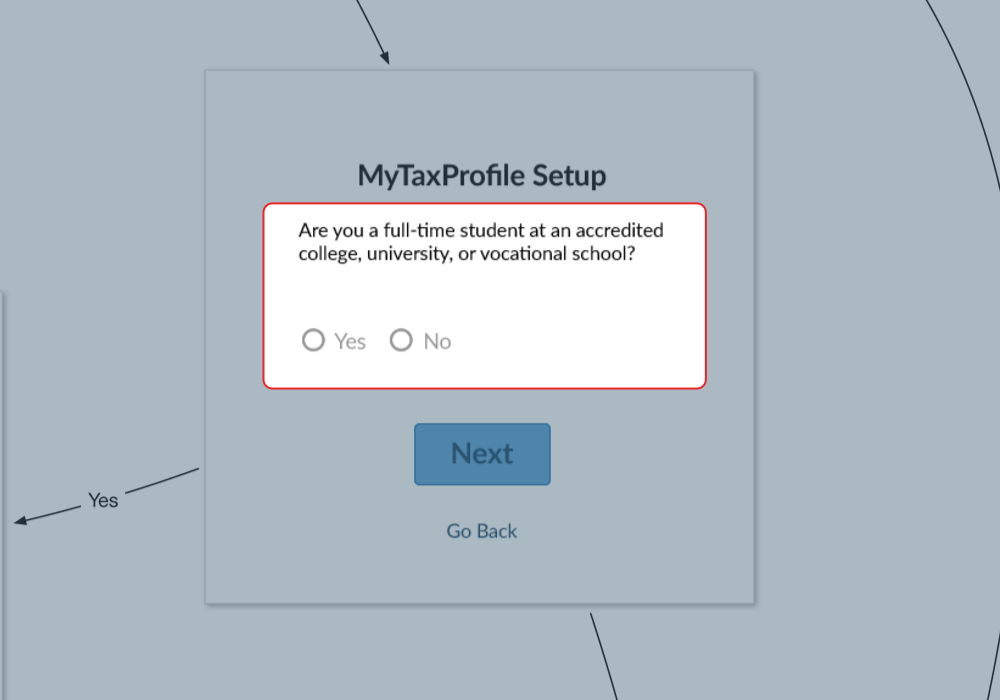 MyTaxProfile Setup
Are you a full-time student at an accredited
college, university, or vocational school?
Yes No
Next
Yes
Go Back